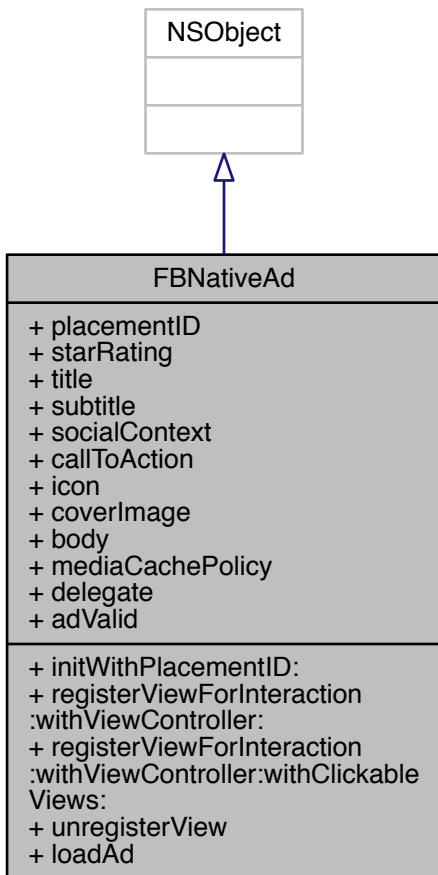 NSObject
FBNativeAd
+ placementID
+ starRating
+ title
+ subtitle
+ socialContext
+ callToAction
+ icon
+ coverImage
+ body
+ mediaCachePolicy
+ delegate
+ adValid
+ initWithPlacementID:
+ registerViewForInteraction
:withViewController:
+ registerViewForInteraction
:withViewController:withClickable
Views:
+ unregisterView
+ loadAd